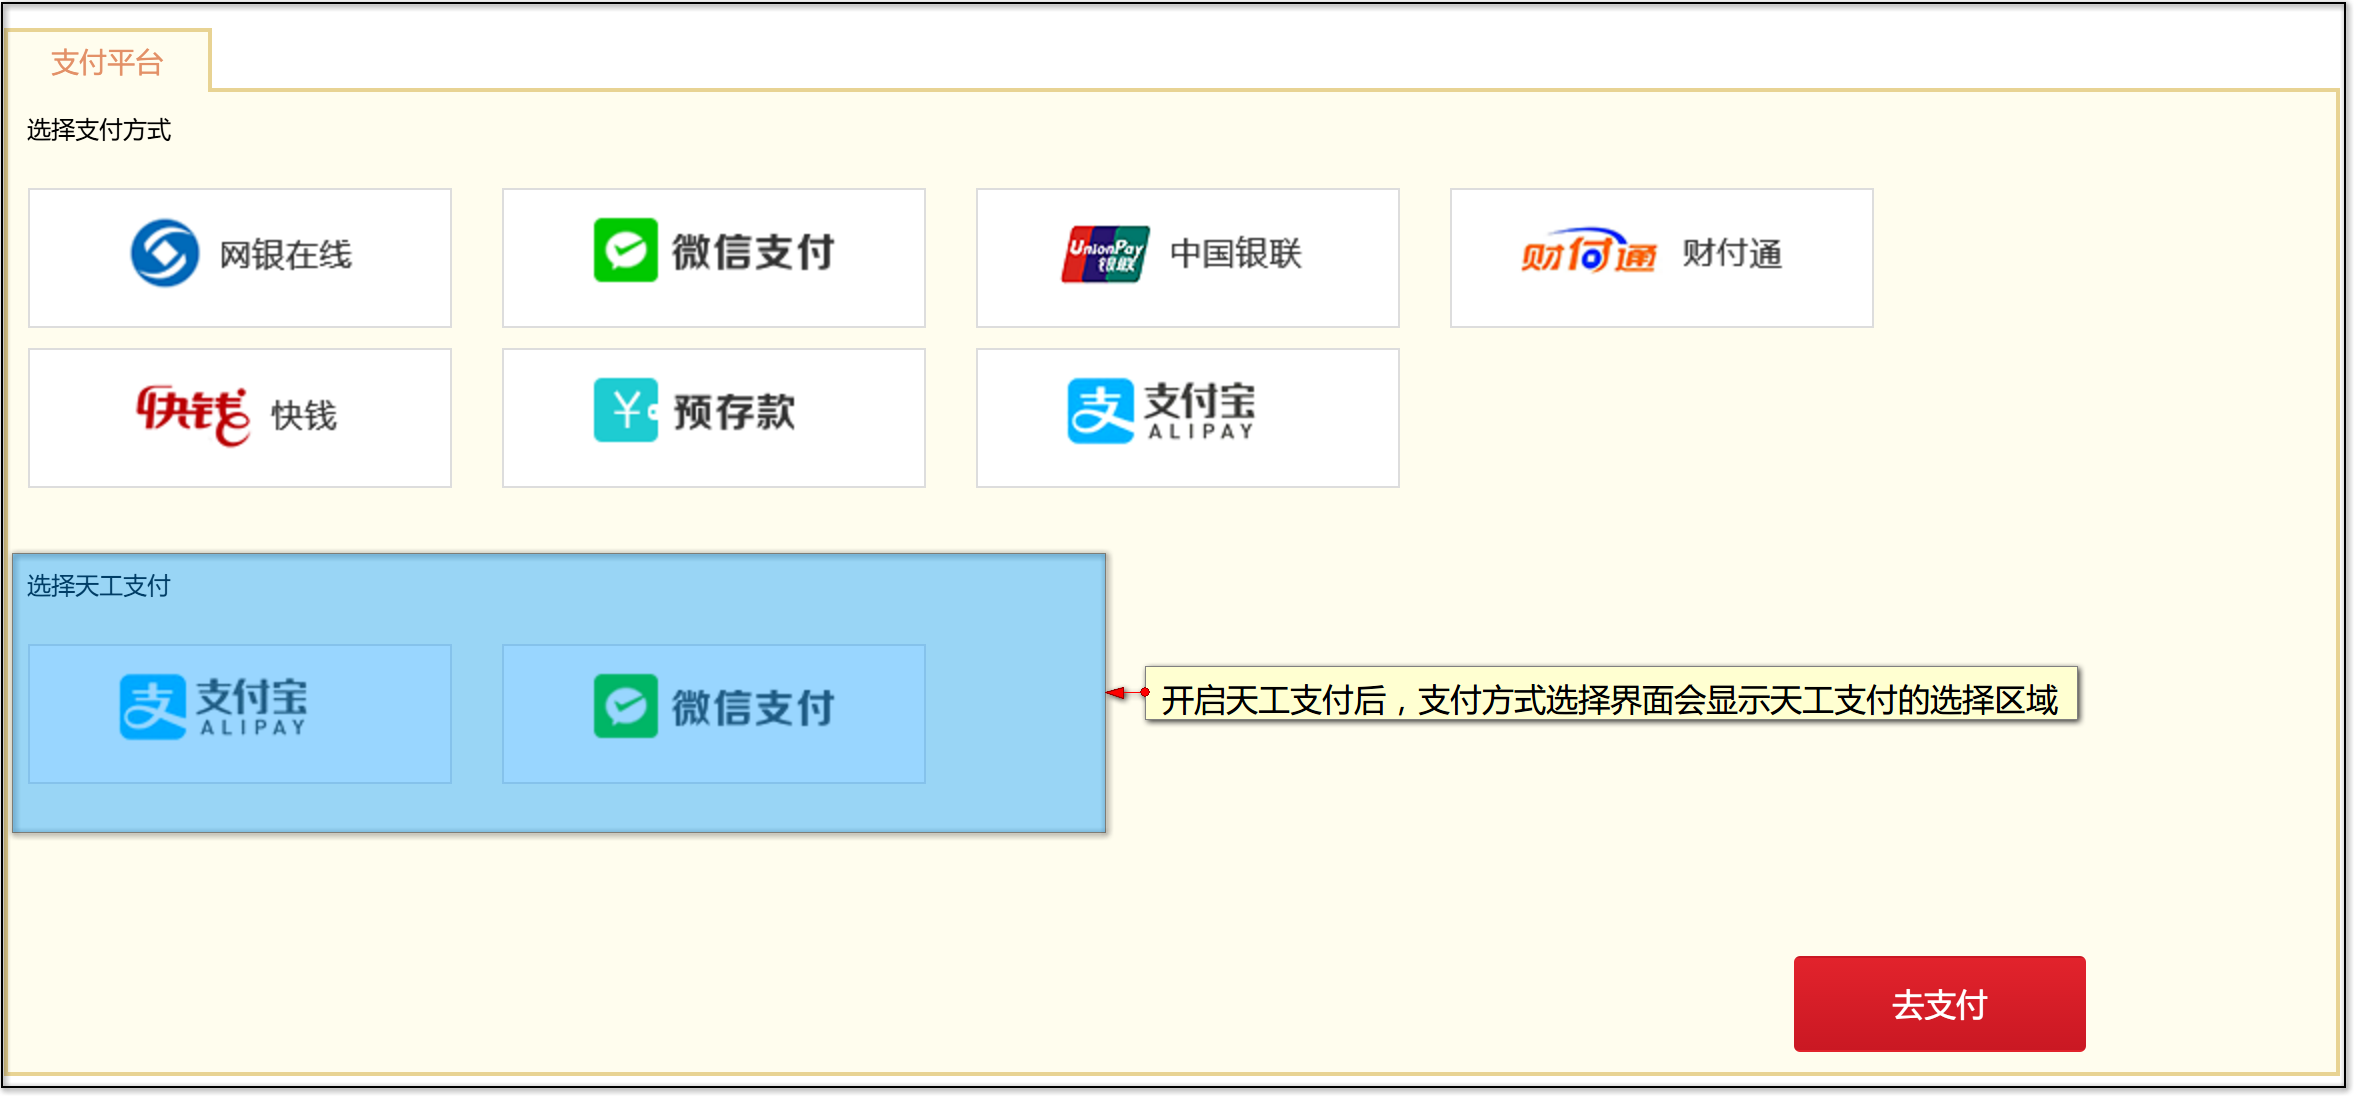 支付平台
选择支付方式
网银在线
微信支付
UnionPay
银联
中国银联
财付通 财付通
快钱 快钱
¥ 预存款
支 支付宝
ALIPAY
选择天工支付
支 支付宝
ALIPAY
微信支付
开启天工支付后，支付方式选择界面会显示天工支付的选择区域
去支付